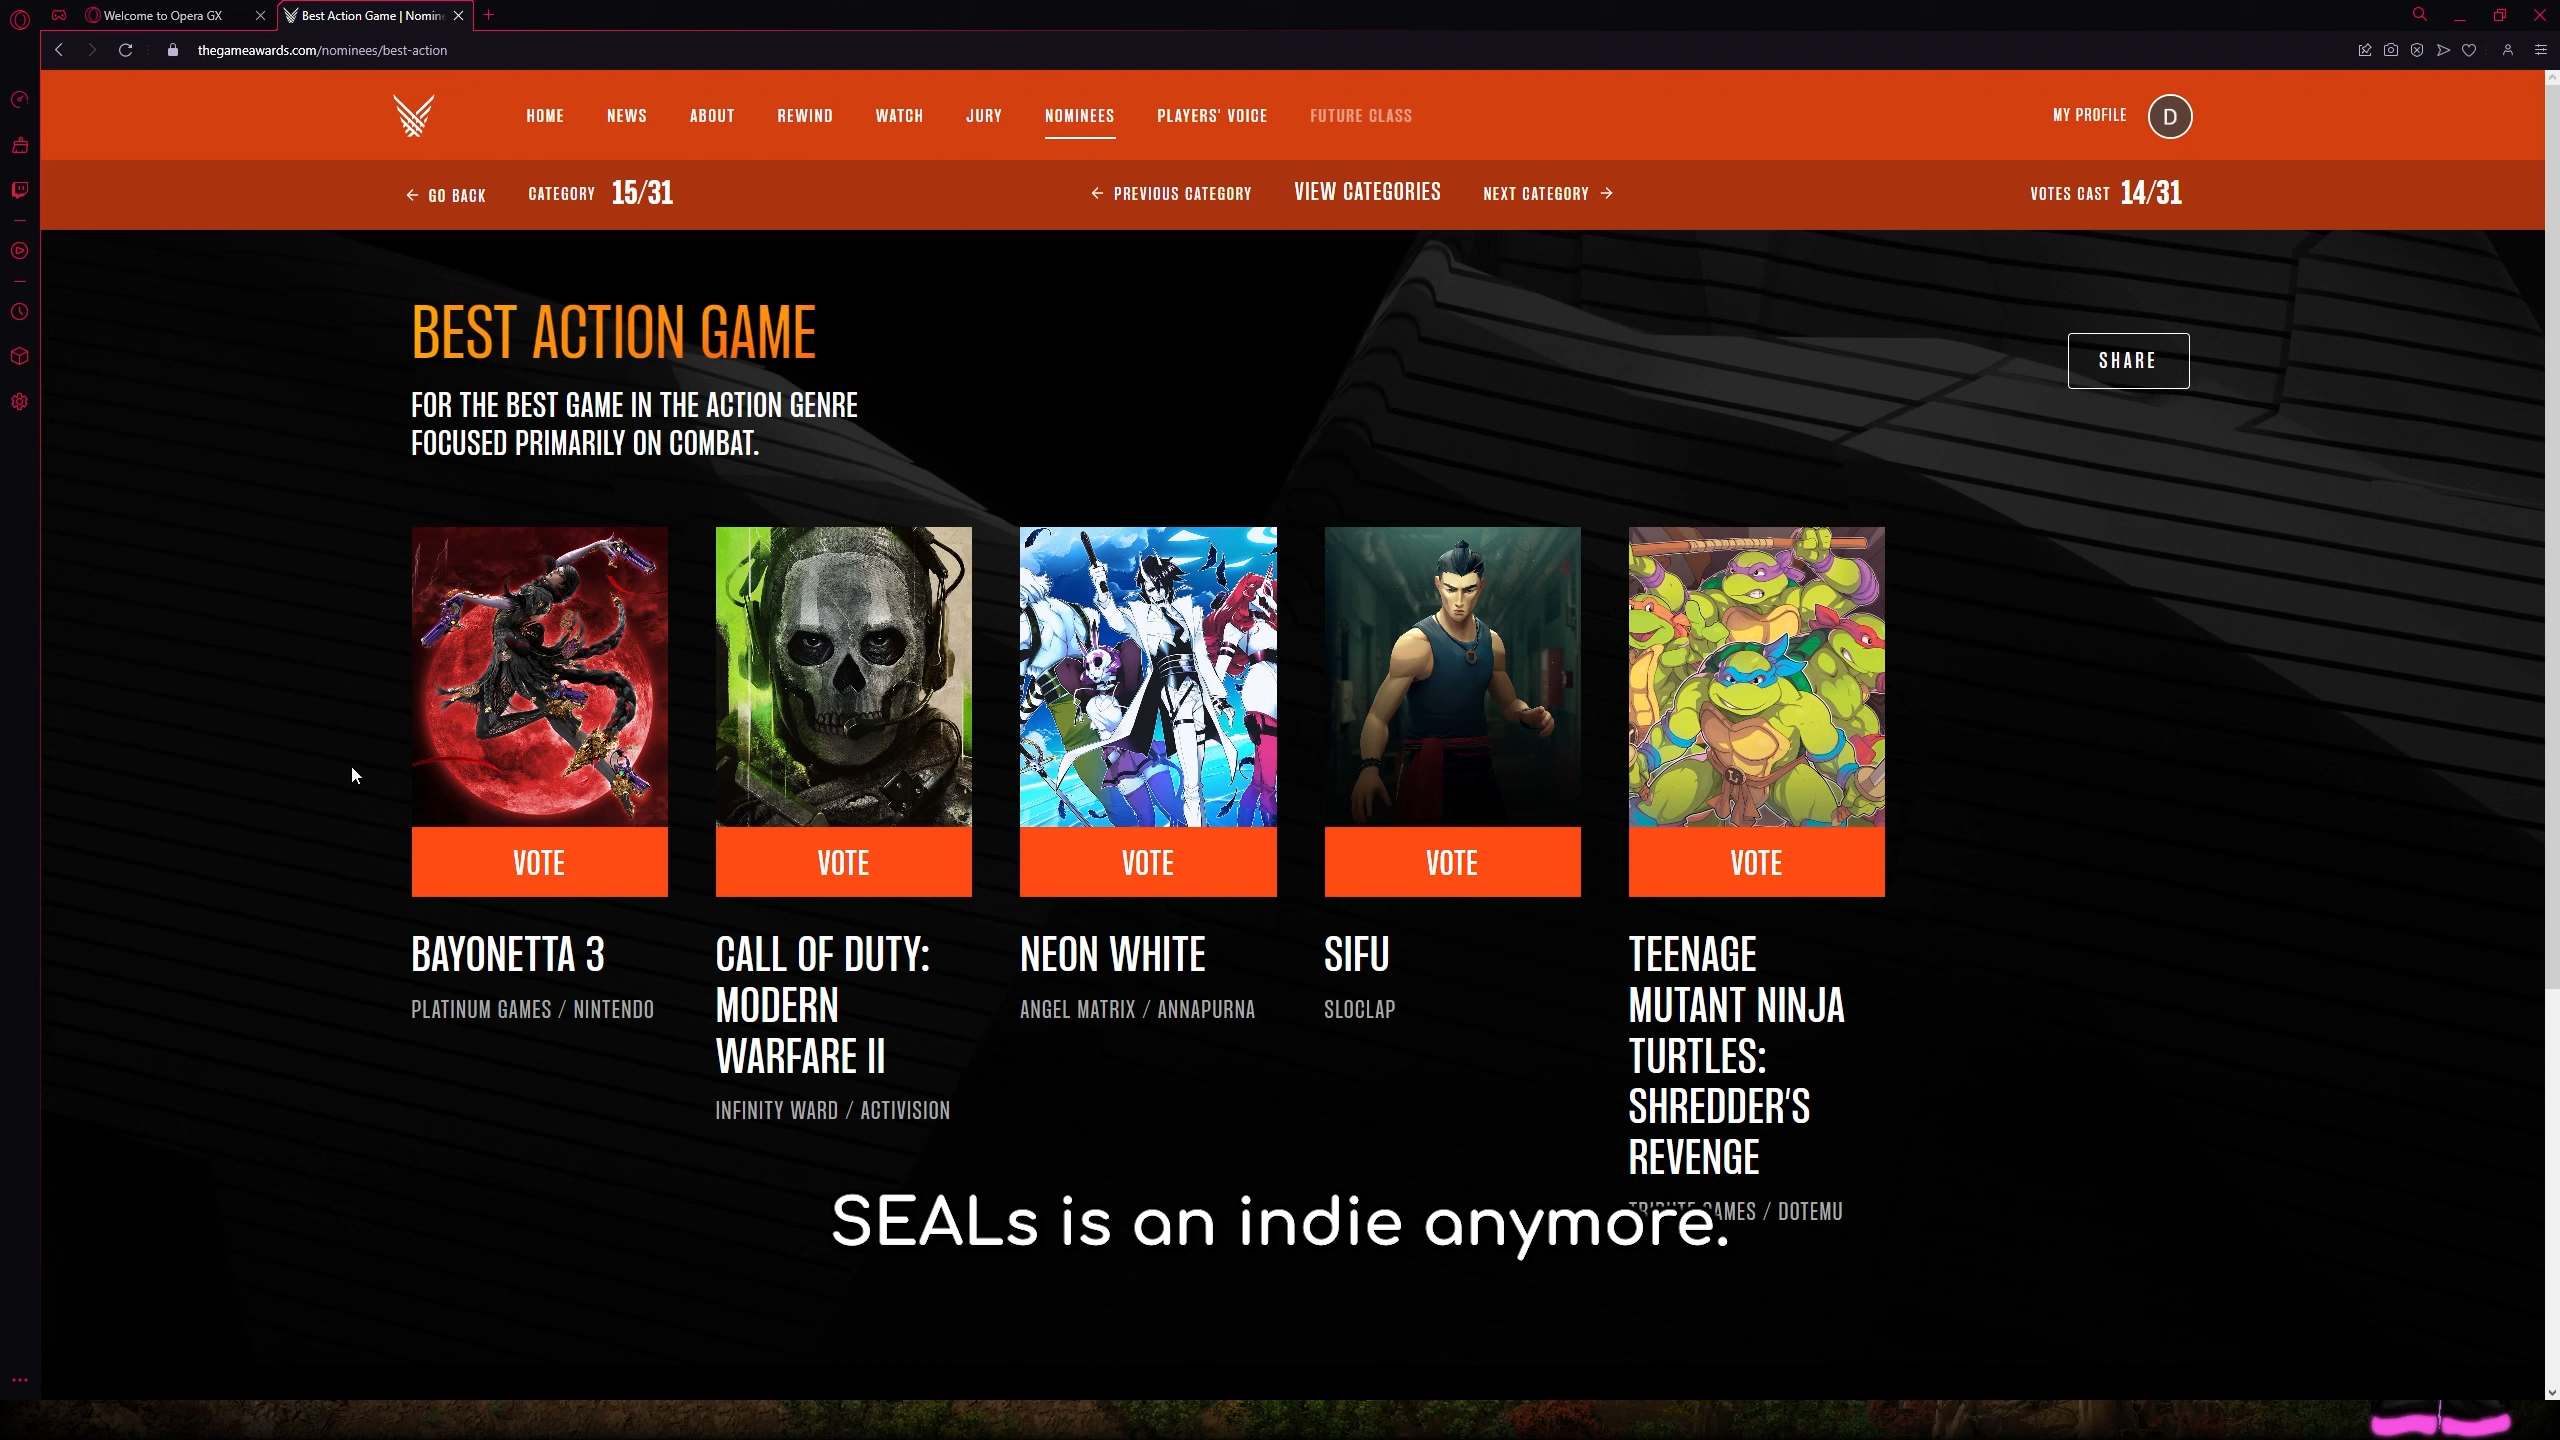 Welcome to Opera GX
Best Action Game | Nomin
thegameawards.com/nominees/best-action
HOME NEWS ABOUT REWIND WATCH JURY NOMINEES PLAYERS' VOICE FUTURE CLASS MY PROFILE D
← GO BACK CATEGORY 15/31 ← PREVIOUS CATEGORY VIEW CATEGORIES NEXT CATEGORY → VOTES CAST 14/31
BEST ACTION GAME
SHARE
FOR THE BEST GAME IN THE ACTION GENRE
FOCUSED PRIMARILY ON COMBAT.
VOTE VOTE VOTE VOTE VOTE
BAYONETTA 3
PLATINUM GAMES / NINTENDO
CALL OF DUTY:
MODERN
WARFARE II
INFINITY WARD / ACTIVISION
NEON WHITE
ANGEL MATRIX / ANNAPURNA
SIFU
SLOCLAP
TEENAGE
MUTANT NINJA
TURTLES:
SHREDDER'S
REVENGE
TRIBUTE GAMES / DOTEMU
SEALs is an indie anymore.